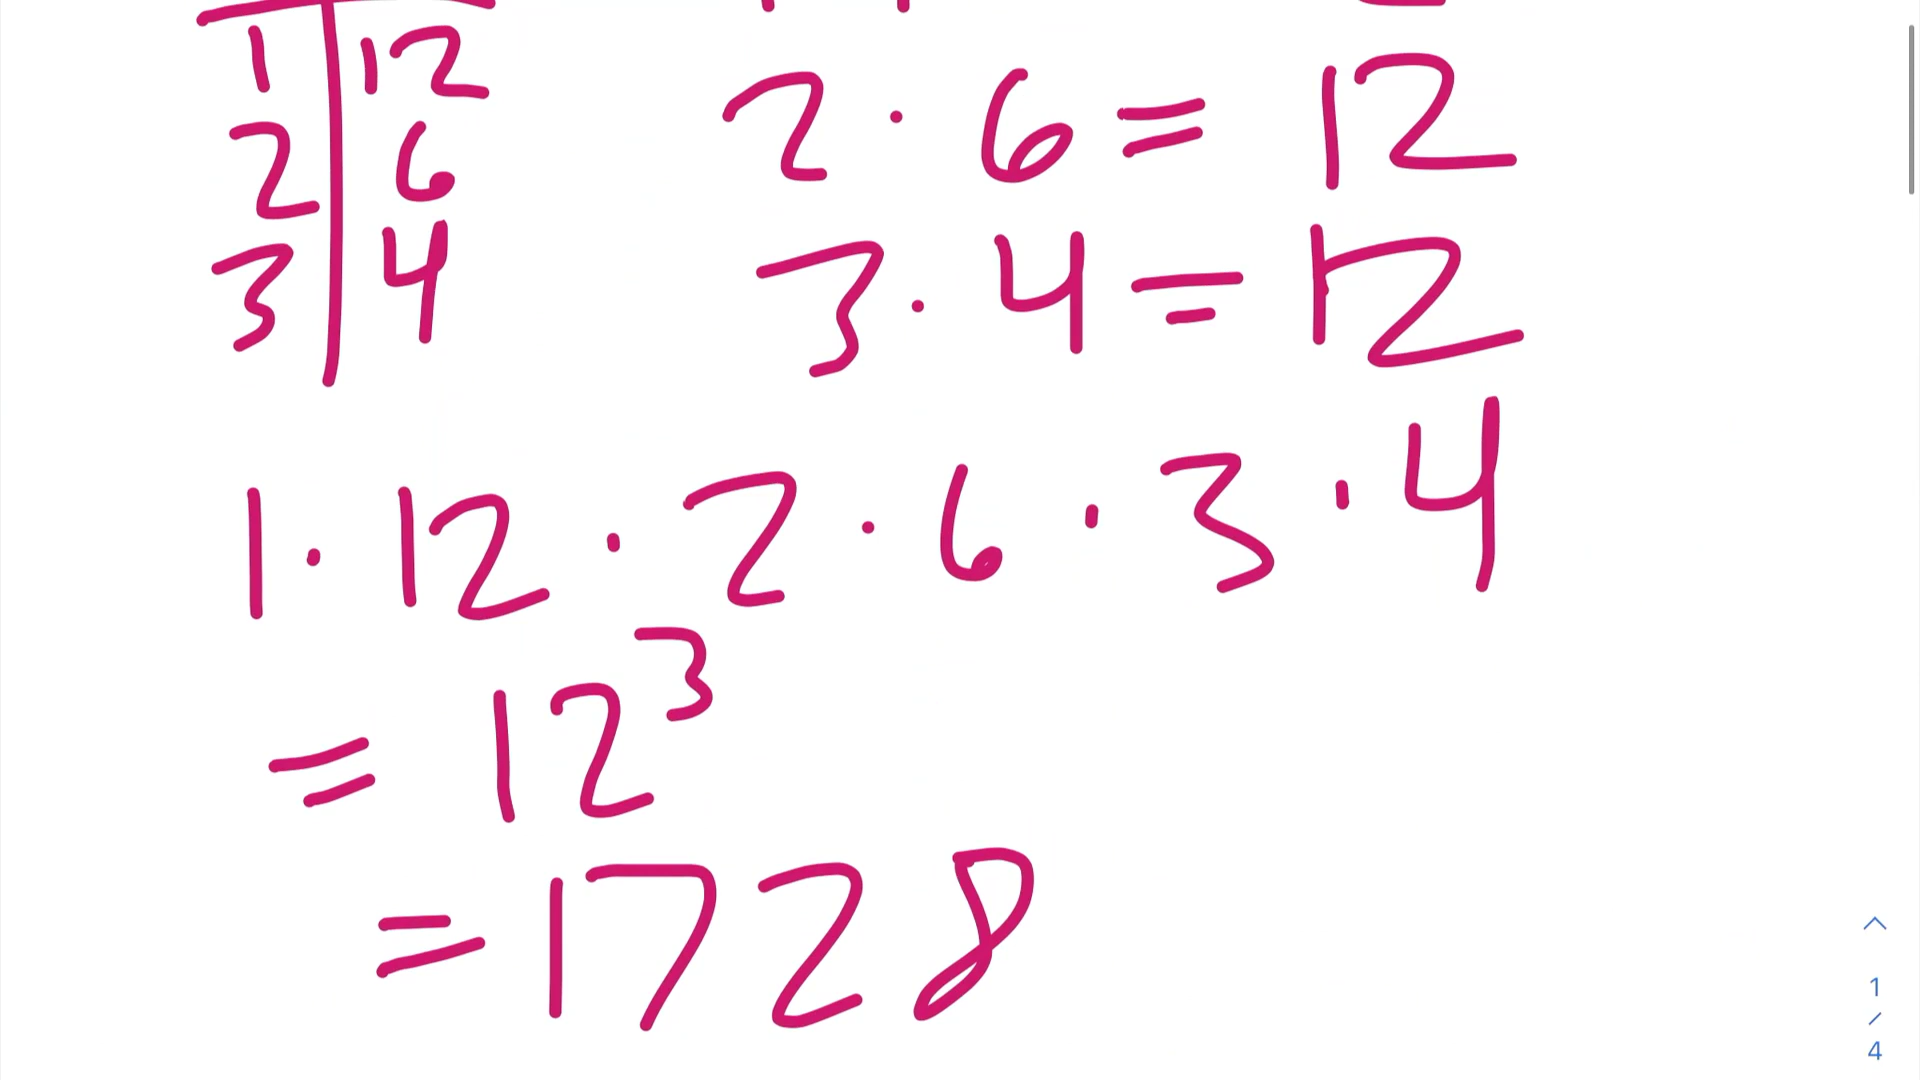 1 | 12
2 | 6
3 | 4
2 · 6 = 12
3 · 4 = 12
1 · 12 · 2 · 6 · 3 · 4
= 12³
= 1728
1
/
4